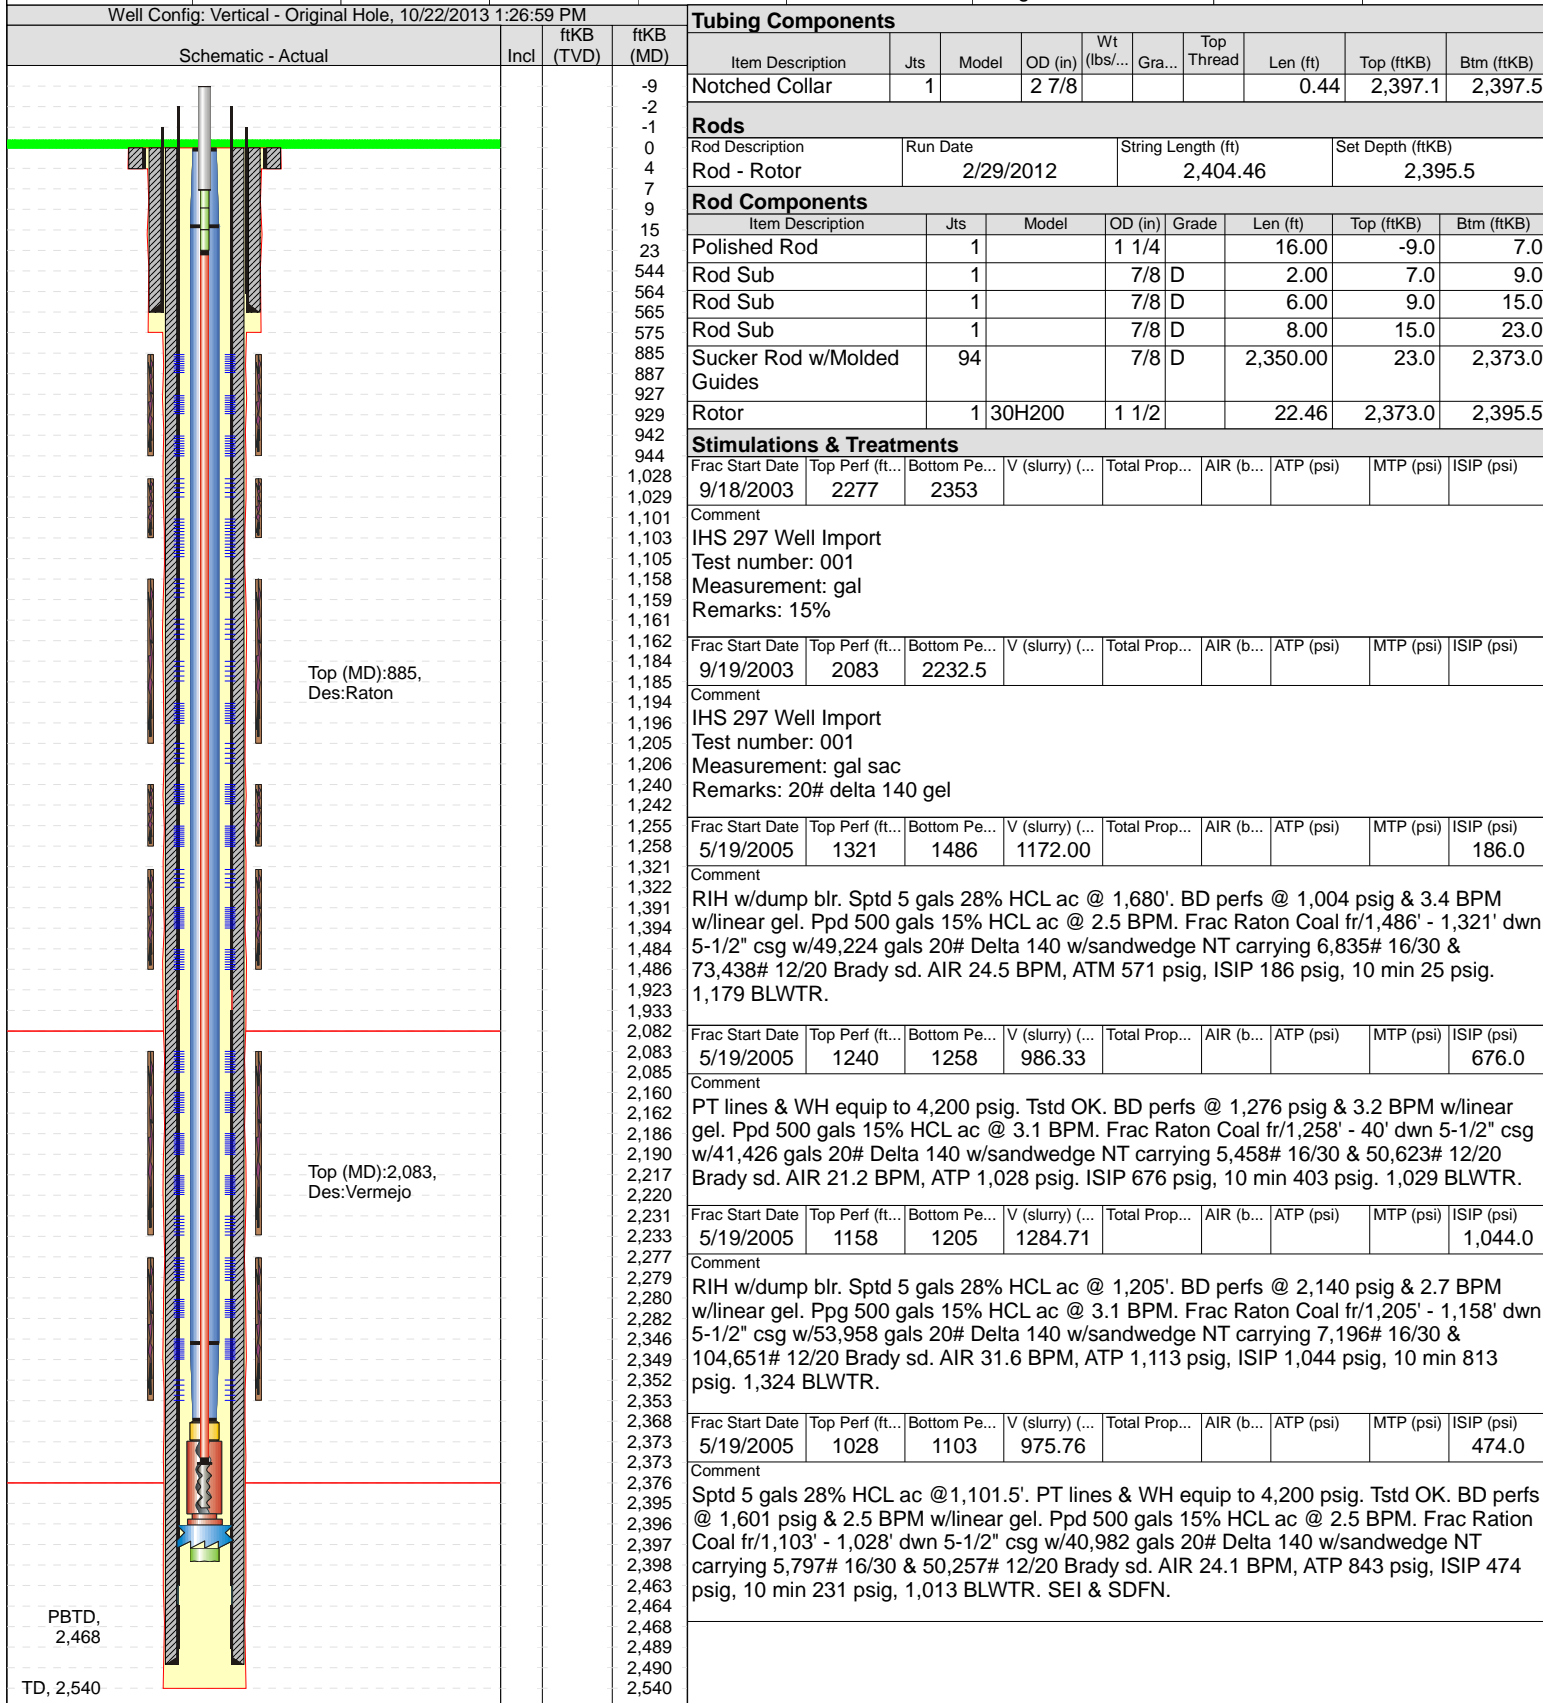 Well Config: Vertical - Original Hole, 10/22/2013 1:26:59 PM
Schematic - Actual
Incl
ftKB (TVD)
ftKB (MD)
-9
-2
-1
0
4
7
9
15
23
544
564
565
575
885
887
927
929
942
944
1,028
1,029
1,101
1,103
1,105
1,158
1,159
1,161
1,162
1,184
1,185
1,194
1,196
1,205
1,206
1,240
1,242
1,255
1,258
1,321
1,322
1,391
1,394
1,484
1,486
1,923
1,933
2,082
2,083
2,085
2,160
2,162
2,186
2,190
2,217
2,220
2,231
2,233
2,277
2,279
2,280
2,282
2,346
2,349
2,352
2,353
2,368
2,373
2,373
2,376
2,395
2,396
2,397
2,398
2,463
2,464
2,468
2,489
2,490
2,540
Top (MD):885,
Des:Raton
Top (MD):2,083,
Des:Vermejo
PBTD,
2,468
TD, 2,540
Tubing Components
Item Description Jts Model OD (in) Wt (lbs/... Gra... Top Thread Len (ft) Top (ftKB) Btm (ftKB)
Notched Collar 1 2 7/8 0.44 2,397.1 2,397.5
Rods
Rod Description Run Date String Length (ft) Set Depth (ftKB)
Rod - Rotor 2/29/2012 2,404.46 2,395.5
Rod Components
Item Description Jts Model OD (in) Grade Len (ft) Top (ftKB) Btm (ftKB)
Polished Rod 1 1 1/4 16.00 -9.0 7.0
Rod Sub 1 7/8 D 2.00 7.0 9.0
Rod Sub 1 7/8 D 6.00 9.0 15.0
Rod Sub 1 7/8 D 8.00 15.0 23.0
Sucker Rod w/Molded 94 7/8 D 2,350.00 23.0 2,373.0
Guides
Rotor 1 30H200 1 1/2 22.46 2,373.0 2,395.5
Stimulations & Treatments
Frac Start Date Top Perf (ft... Bottom Pe... V (slurry) (... Total Prop... AIR (b... ATP (psi) MTP (psi) ISIP (psi)
9/18/2003 2277 2353
Comment
IHS 297 Well Import
Test number: 001
Measurement: gal
Remarks: 15%
Frac Start Date Top Perf (ft... Bottom Pe... V (slurry) (... Total Prop... AIR (b... ATP (psi) MTP (psi) ISIP (psi)
9/19/2003 2083 2232.5
Comment
IHS 297 Well Import
Test number: 001
Measurement: gal sac
Remarks: 20# delta 140 gel
Frac Start Date Top Perf (ft... Bottom Pe... V (slurry) (... Total Prop... AIR (b... ATP (psi) MTP (psi) ISIP (psi)
5/19/2005 1321 1486 1172.00 186.0
Comment
RIH w/dump blr. Sptd 5 gals 28% HCL ac @ 1,680'. BD perfs @ 1,004 psig & 3.4 BPM
w/linear gel. Ppd 500 gals 15% HCL ac @ 2.5 BPM. Frac Raton Coal fr/1,486' - 1,321' dwn
5-1/2" csg w/49,224 gals 20# Delta 140 w/sandwedge NT carrying 6,835# 16/30 &
73,438# 12/20 Brady sd. AIR 24.5 BPM, ATM 571 psig, ISIP 186 psig, 10 min 25 psig.
1,179 BLWTR.
Frac Start Date Top Perf (ft... Bottom Pe... V (slurry) (... Total Prop... AIR (b... ATP (psi) MTP (psi) ISIP (psi)
5/19/2005 1240 1258 986.33 676.0
Comment
PT lines & WH equip to 4,200 psig. Tstd OK. BD perfs @ 1,276 psig & 3.2 BPM w/linear
gel. Ppd 500 gals 15% HCL ac @ 3.1 BPM. Frac Raton Coal fr/1,258' - 40' dwn 5-1/2" csg
w/41,426 gals 20# Delta 140 w/sandwedge NT carrying 5,458# 16/30 & 50,623# 12/20
Brady sd. AIR 21.2 BPM, ATP 1,028 psig. ISIP 676 psig, 10 min 403 psig. 1,029 BLWTR.
Frac Start Date Top Perf (ft... Bottom Pe... V (slurry) (... Total Prop... AIR (b... ATP (psi) MTP (psi) ISIP (psi)
5/19/2005 1158 1205 1284.71 1,044.0
Comment
RIH w/dump blr. Sptd 5 gals 28% HCL ac @ 1,205'. BD perfs @ 2,140 psig & 2.7 BPM
w/linear gel. Ppg 500 gals 15% HCL ac @ 3.1 BPM. Frac Raton Coal fr/1,205' - 1,158' dwn
5-1/2" csg w/53,958 gals 20# Delta 140 w/sandwedge NT carrying 7,196# 16/30 &
104,651# 12/20 Brady sd. AIR 31.6 BPM, ATP 1,113 psig, ISIP 1,044 psig, 10 min 813
psig. 1,324 BLWTR.
Frac Start Date Top Perf (ft... Bottom Pe... V (slurry) (... Total Prop... AIR (b... ATP (psi) MTP (psi) ISIP (psi)
5/19/2005 1028 1103 975.76 474.0
Comment
Sptd 5 gals 28% HCL ac @1,101.5'. PT lines & WH equip to 4,200 psig. Tstd OK. BD perfs
@ 1,601 psig & 2.5 BPM w/linear gel. Ppd 500 gals 15% HCL ac @ 2.5 BPM. Frac Ration
Coal fr/1,103' - 1,028' dwn 5-1/2" csg w/40,982 gals 20# Delta 140 w/sandwedge NT
carrying 5,797# 16/30 & 50,257# 12/20 Brady sd. AIR 24.1 BPM, ATP 843 psig, ISIP 474
psig, 10 min 231 psig, 1,013 BLWTR. SEI & SDFN.